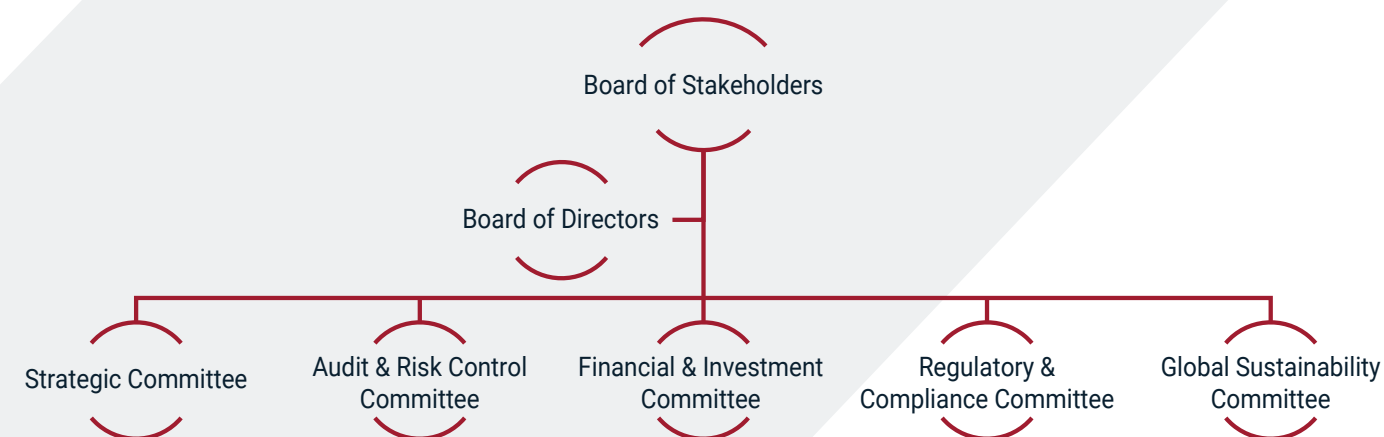 Board of Stakeholders
Board of Directors
Strategic Committee
Audit & Risk Control
Committee
Financial & Investment
Committee
Regulatory &
Compliance Committee
Global Sustainability
Committee